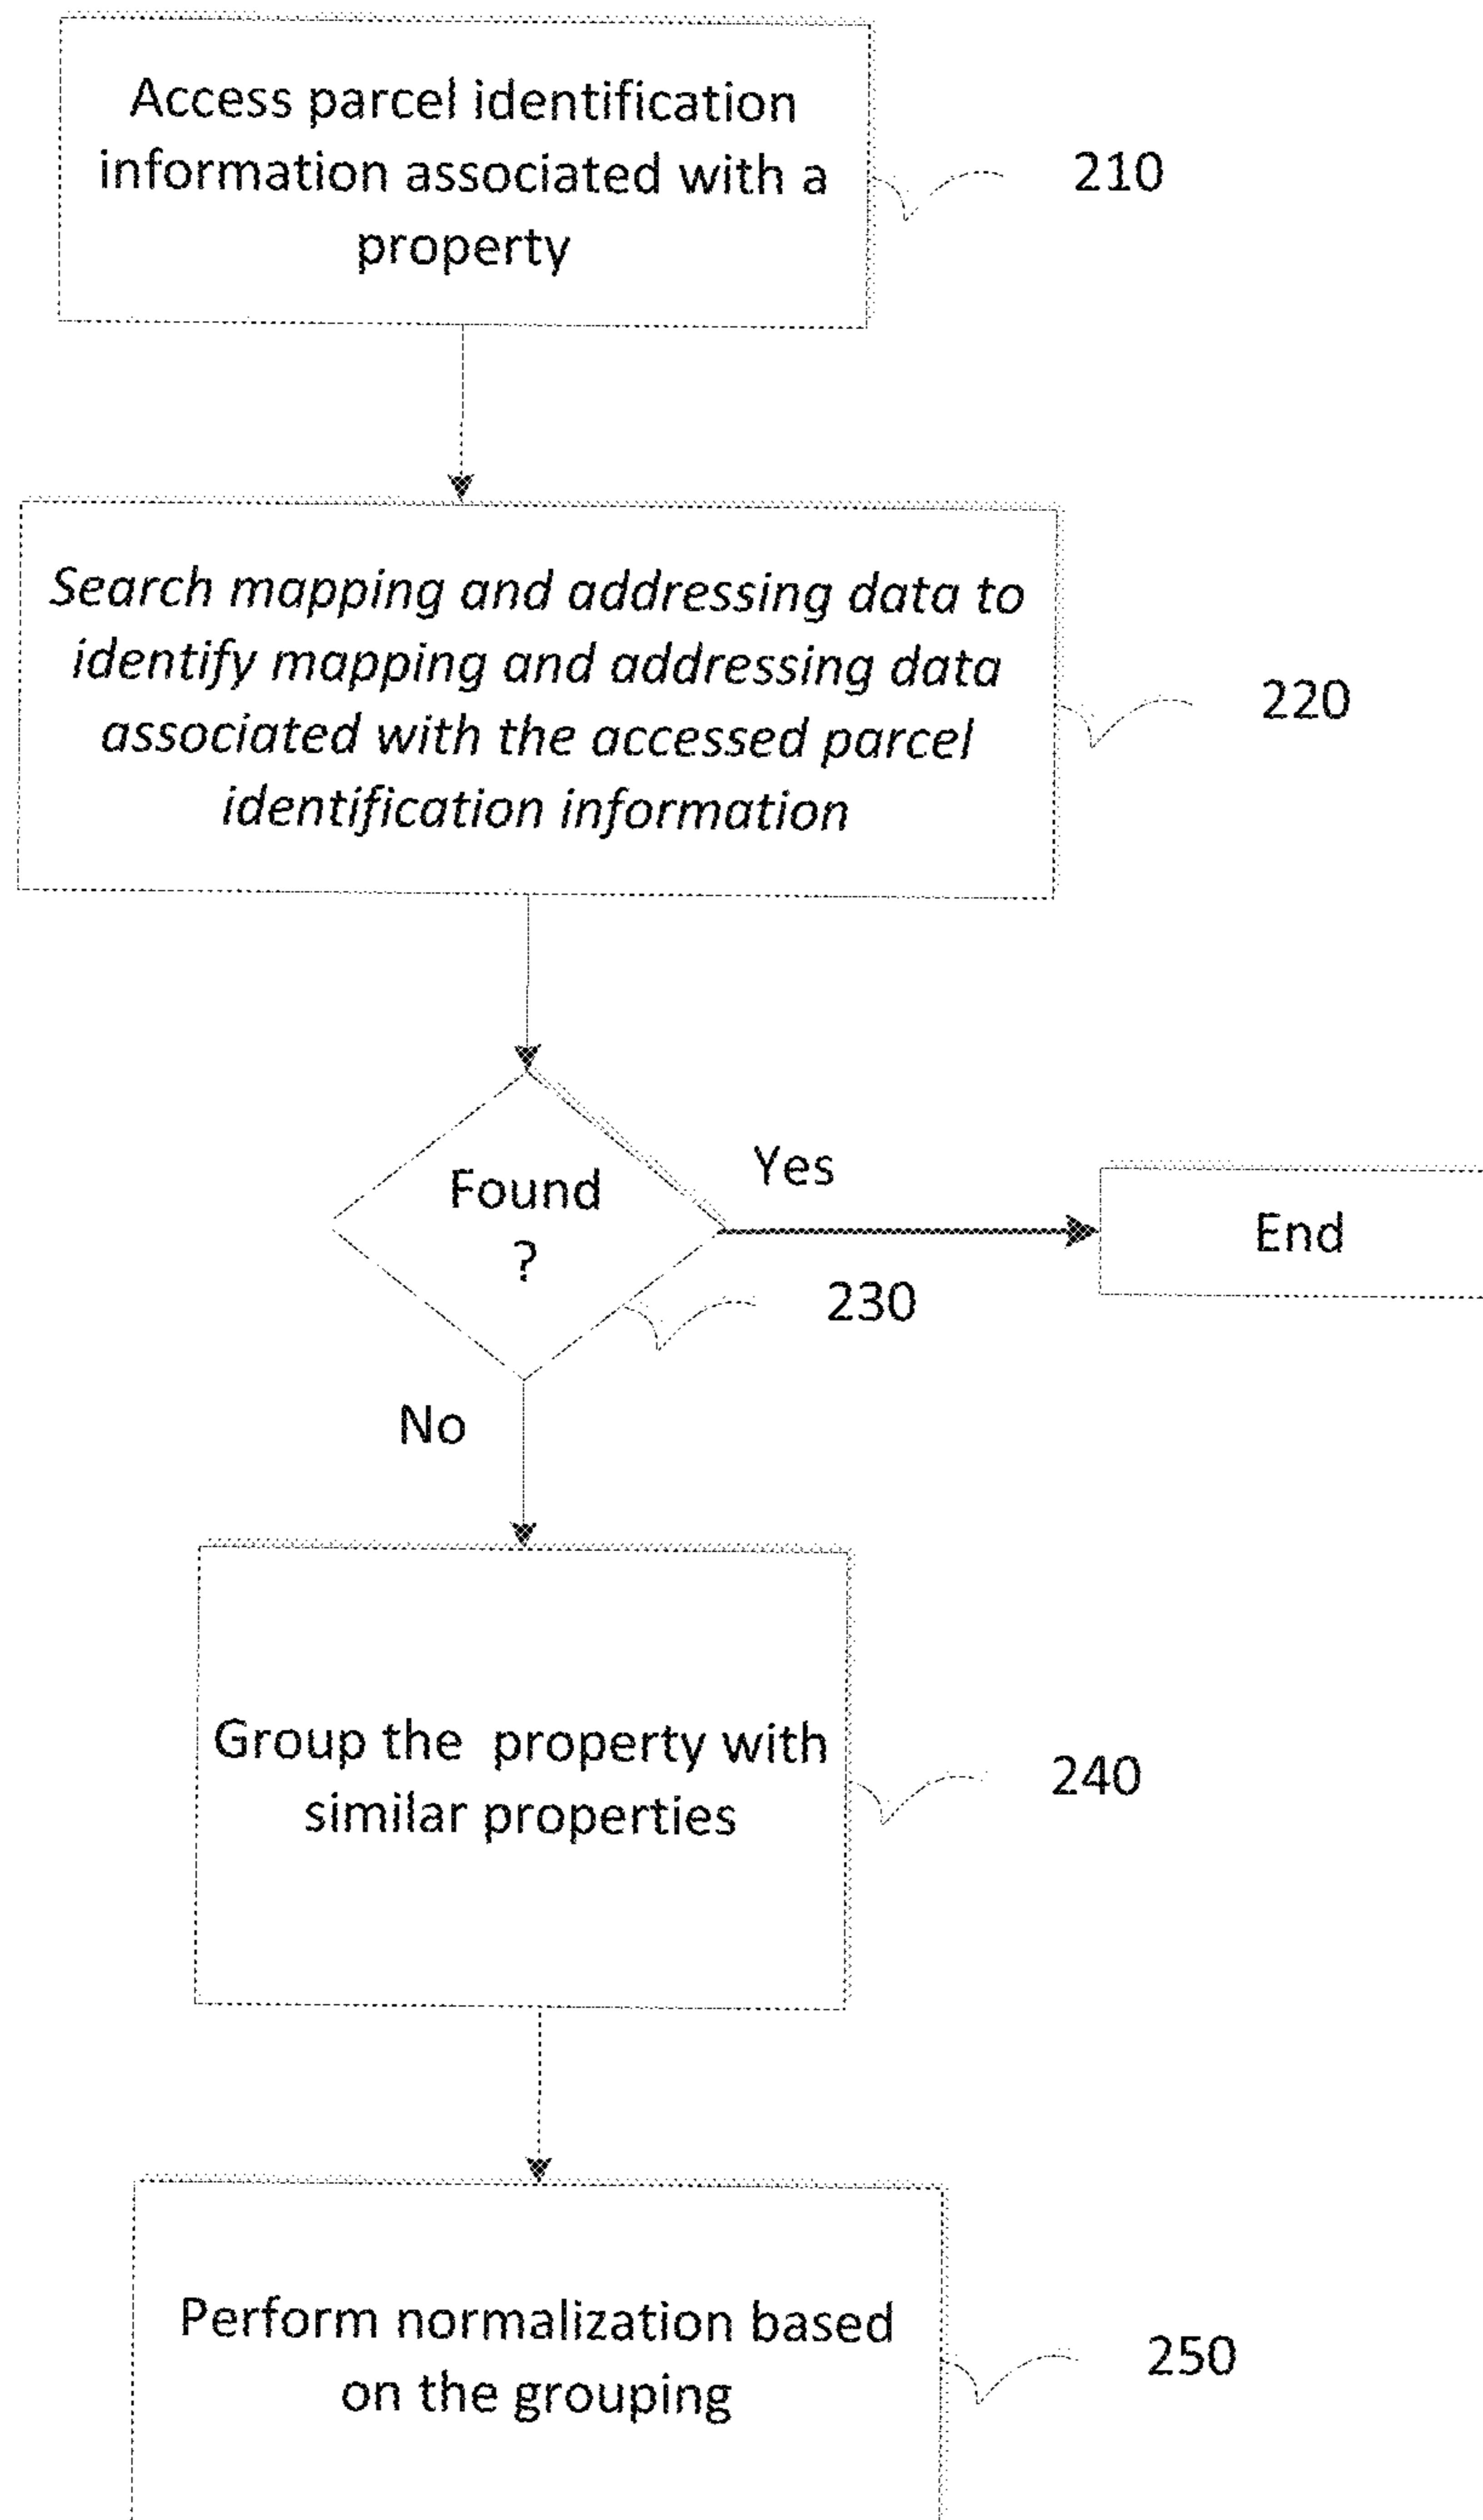 Access parcel identification
information associated with a
property
210
Search mapping and addressing data to
identify mapping and addressing data
associated with the accessed parcel
identification information
220
Found
?
Yes
End
230
No
Group the property with
similar properties
240
Perform normalization based
on the grouping
250